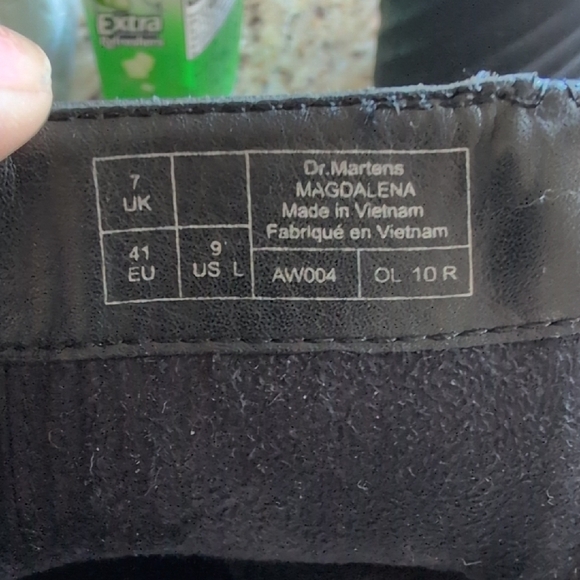 Extra
7
UK
Dr.Martens
MAGDALENA
Made in Vietnam
Fabriqué en Vietnam
41
EU
9
US L
AW004
OL 10 R